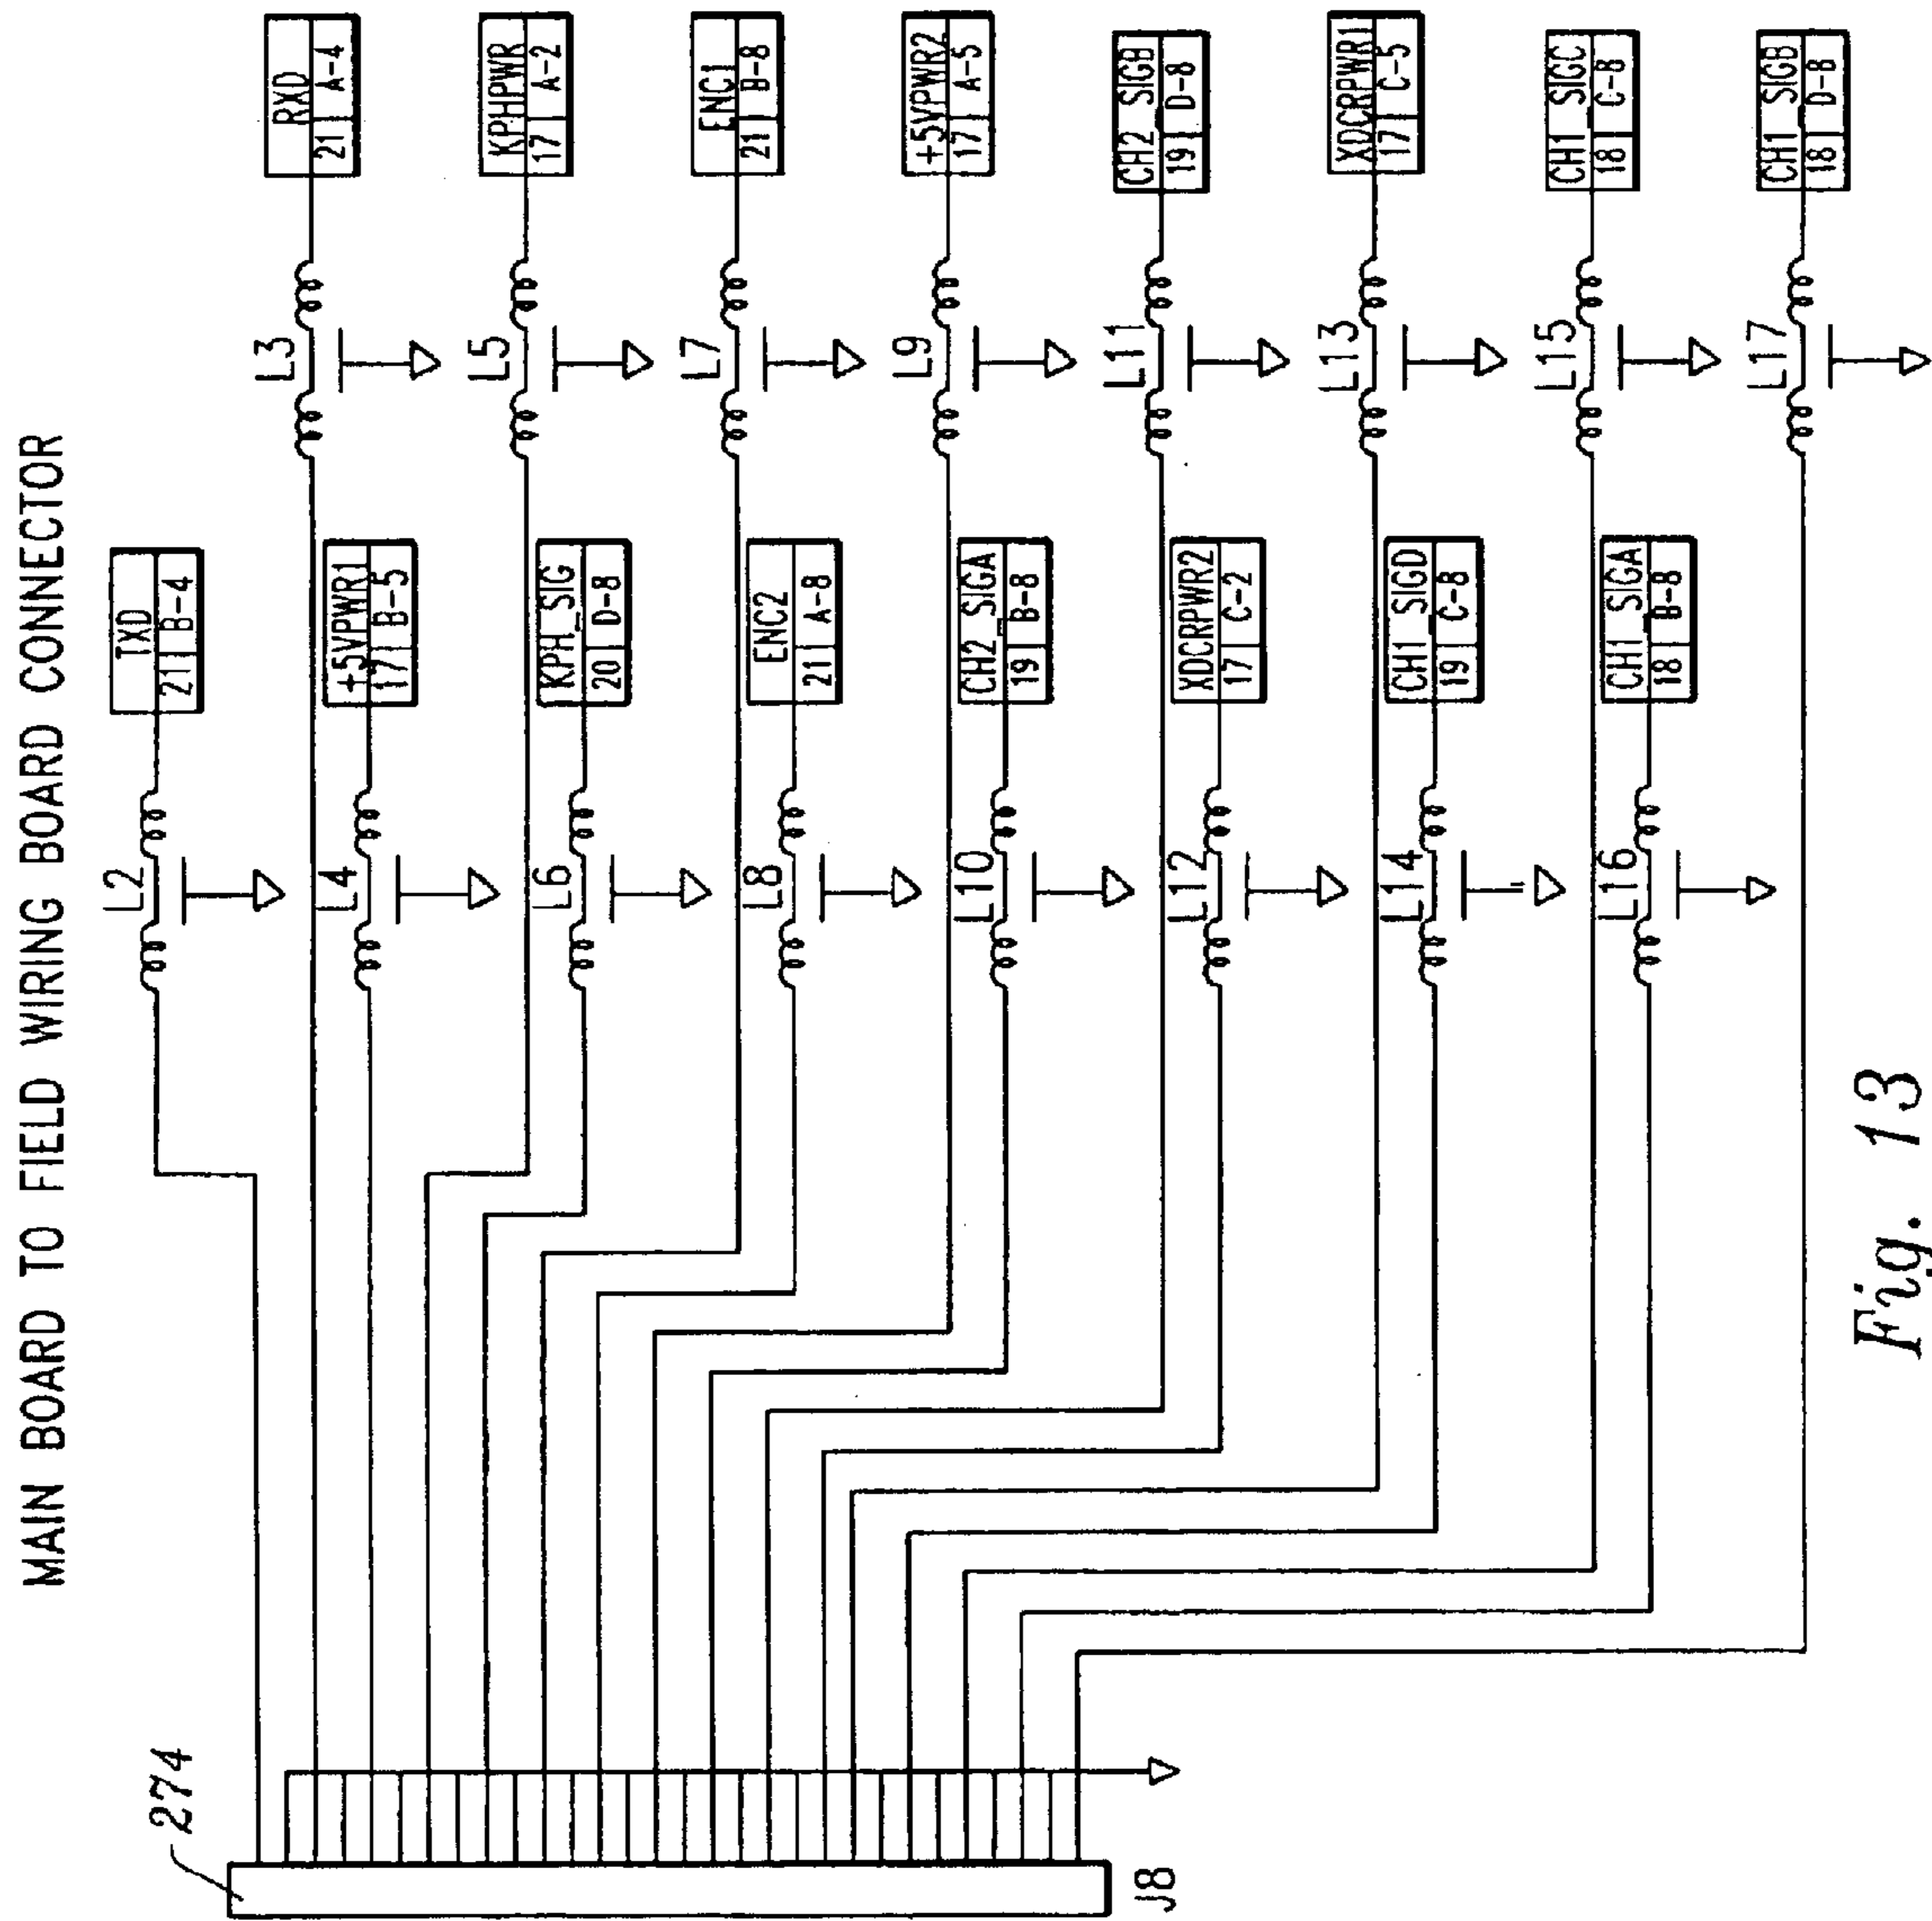 MAIN BOARD TO FIELD WIRING BOARD CONNECTOR
274
J8
L2
TXD
21 B-4
L3
RXD
21 A-4
L4
+5VPWR1
17 B-5
L5
KPHPWR
17 A-2
L6
KPH_SIG
20 D-8
L7
ENC1
21 B-8
L8
ENC2
21 A-8
L9
+5VPWR2
17 A-5
L10
CH2_SIGA
19 B-8
L11
CH2_SIGB
19 D-8
L12
XDCRPWR2
17 C-2
L13
XDCRPWR1
17 C-5
L14
CH1_SIGD
19 C-8
L15
CH1_SIGC
18 C-8
L16
CH1_SIGA
18 B-8
L17
CH1_SIGB
18 D-8
Fig. 13